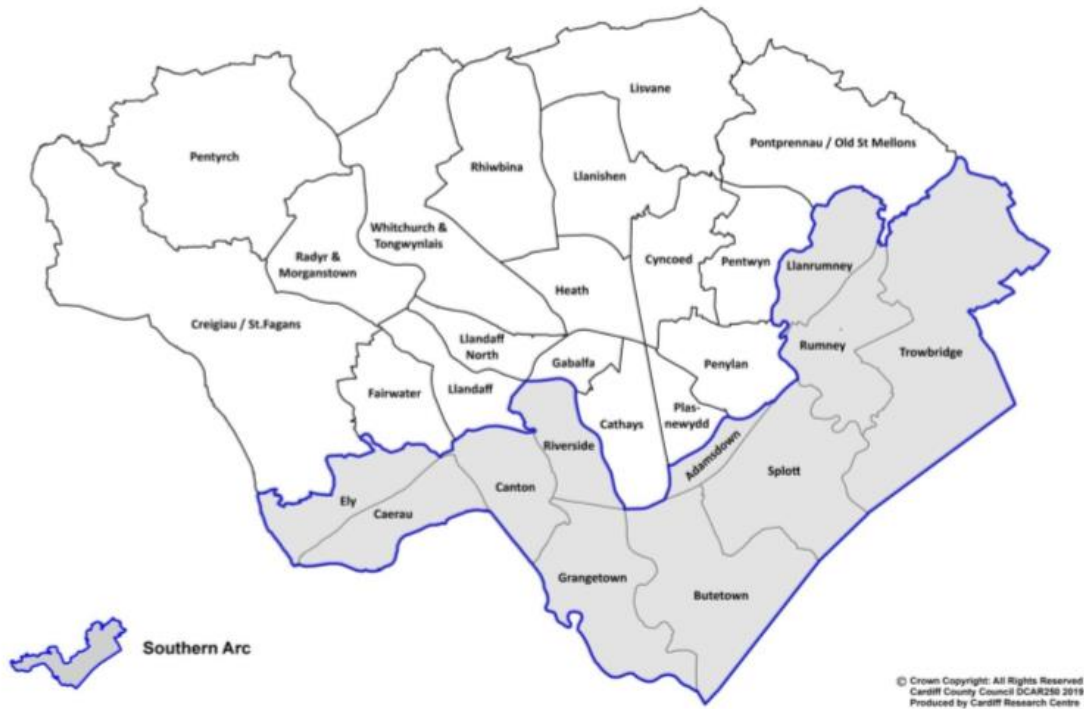 Lisvane
Pontprennau / Old St Mellons
Pentyrch
Rhiwbina
Llanishen
Whitchurch &
Tongwynlais
Radyr &
Morganstown
Cyncoed
Pentwyn
Llanrumney
Heath
Creigiau / St.Fagans
Llandaff
North
Rumney
Trowbridge
Gabalfa
Penylan
Fairwater
Llandaff
Plas-
newydd
Cathays
Riverside
Adamsdown
Splott
Canton
Ely
Caerau
Grangetown
Butetown
Southern Arc
© Crown Copyright: All Rights Reserved
Cardiff County Council DCAR250 2019
Produced by Cardiff Research Centre